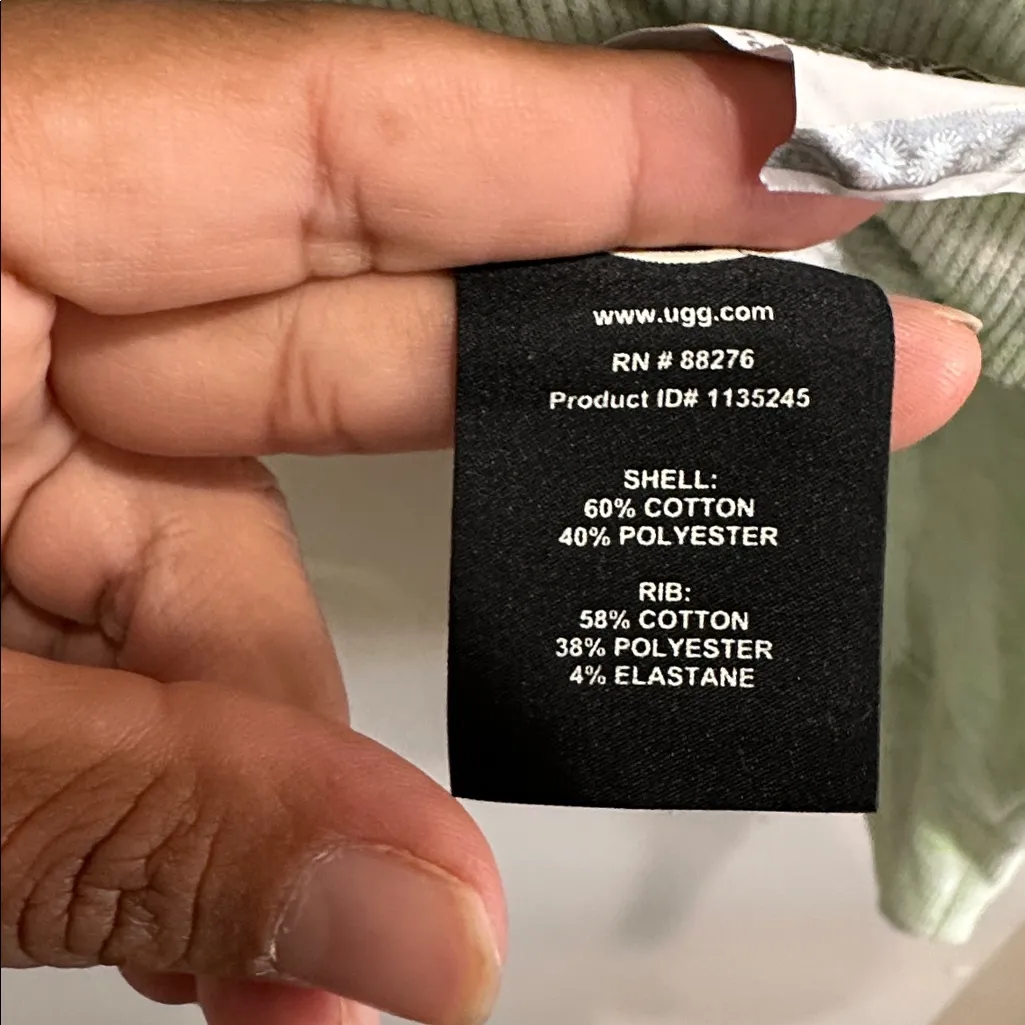 www.ugg.com
RN # 88276
Product ID# 1135245
SHELL:
60% COTTON
40% POLYESTER
RIB:
58% COTTON
38% POLYESTER
4% ELASTANE